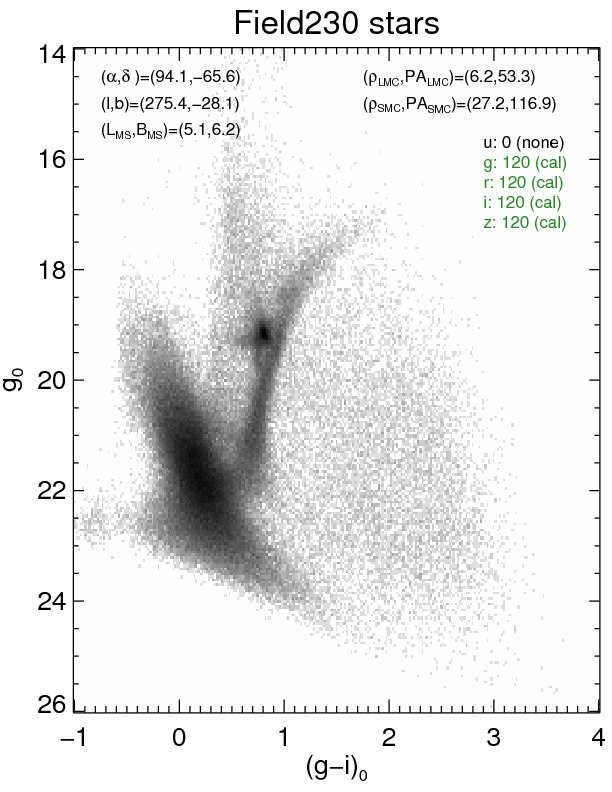 Field230 stars
(α,δ )=(94.1,−65.6)
(ρLMC,PALMC)=(6.2,53.3)
(l,b)=(275.4,−28.1)
(ρSMC,PASMC)=(27.2,116.9)
(LMS,BMS)=(5.1,6.2)
u: 0 (none)
g: 120 (cal)
r: 120 (cal)
i: 120 (cal)
z: 120 (cal)
14
16
18
20
22
24
26
g0
−1 0 1 2 3 4
(g−i)0